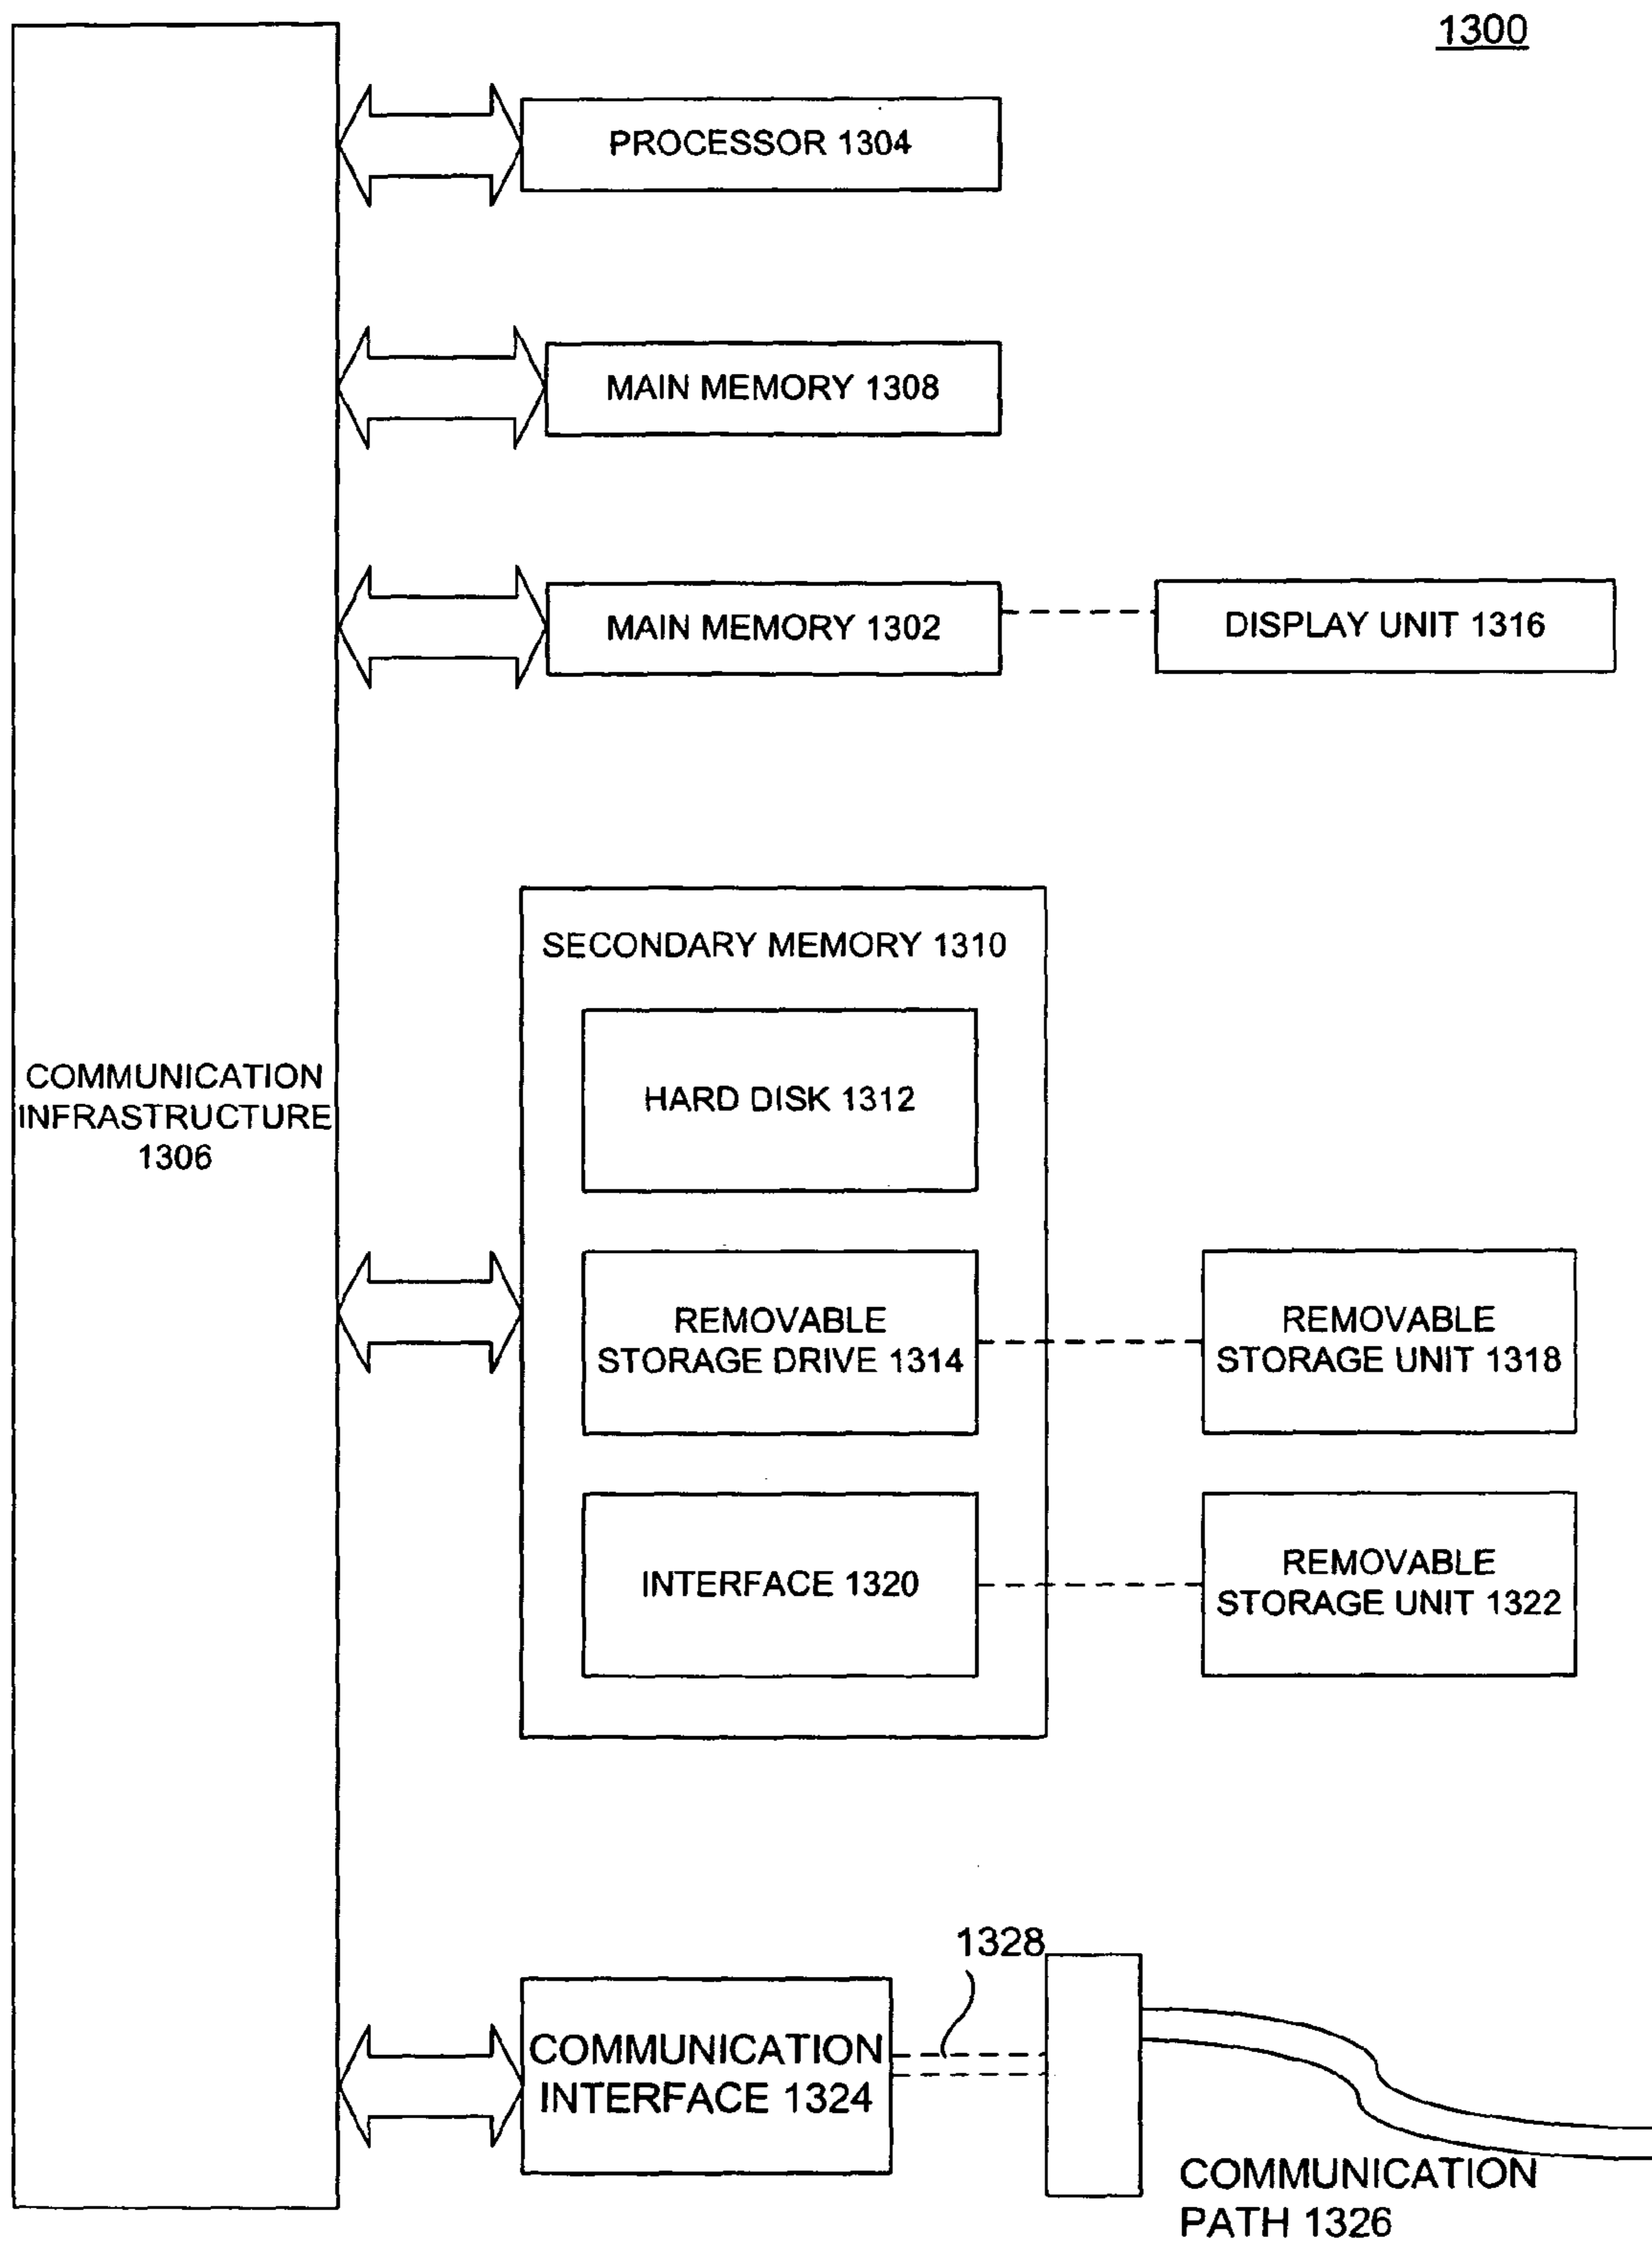 1300
PROCESSOR 1304
MAIN MEMORY 1308
MAIN MEMORY 1302
DISPLAY UNIT 1316
SECONDARY MEMORY 1310
HARD DISK 1312
COMMUNICATION
INFRASTRUCTURE
1306
REMOVABLE
STORAGE DRIVE 1314
REMOVABLE
STORAGE UNIT 1318
INTERFACE 1320
REMOVABLE
STORAGE UNIT 1322
1328
COMMUNICATION
INTERFACE 1324
COMMUNICATION
PATH 1326